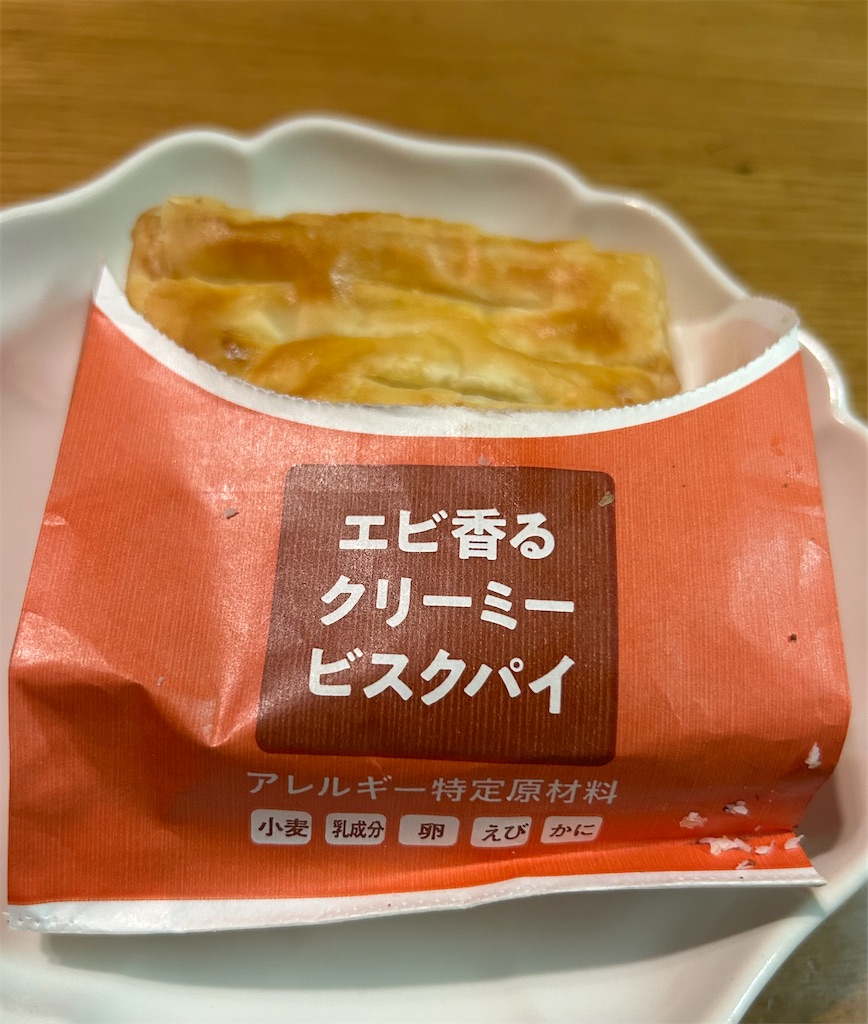 エビ香る
クリーミー
ビスクパイ
アレルギー特定原材料
小麦 乳成分 卵 えび かに